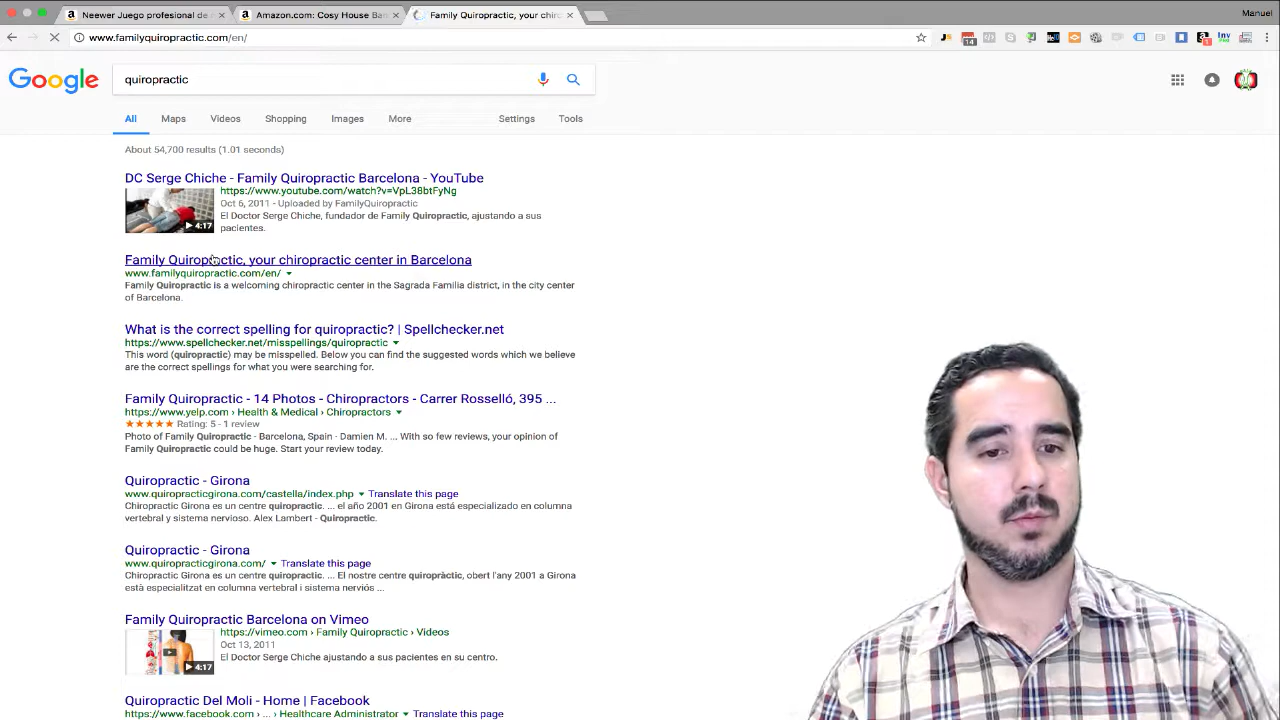 Neewer Juego profesional de
Amazon.com: Cosy House Ba
Family Quiropractic, your chiro
Manuel
www.familyquiropractic.com/en/
14
1
Inv
Google
quiropractic
All
Maps
Videos
Shopping
Images
More
Settings
Tools
About 54,700 results (1.01 seconds)
DC Serge Chiche - Family Quiropractic Barcelona - YouTube
https://www.youtube.com/watch?v=VpL38btFyNg
Oct 6, 2011 - Uploaded by FamilyQuiropractic
4:17
El Doctor Serge Chiche, fundador de Family Quiropractic, ajustando a sus
pacientes.
Family Quiropractic, your chiropractic center in Barcelona
www.familyquiropractic.com/en/
Family Quiropractic is a welcoming chiropractic center in the Sagrada Familia district, in the city center
of Barcelona.
What is the correct spelling for quiropractic? | Spellchecker.net
https://www.spellchecker.net/misspellings/quiropractic
This word (quiropractic) may be misspelled. Below you can find the suggested words which we believe
are the correct spellings for what you were searching for.
Family Quiropractic - 14 Photos - Chiropractors - Carrer Rosselló, 395 ...
https://www.yelp.com › Health & Medical › Chiropractors
Rating: 5 - 1 review
Photo of Family Quiropractic - Barcelona, Spain - Damien M. ... With so few reviews, your opinion of
Family Quiropractic could be huge. Start your review today.
Quiropractic - Girona
www.quiropracticgirona.com/castella/index.php Translate this page
Chiropractic Girona es un centre quiropractic. ... el año 2001 en Girona está especializado en columna
vertebral y sistema nervioso. Alex Lambert - Quiropractic.
Quiropractic - Girona
www.quiropracticgirona.com/ Translate this page
Chiropractic Girona es un centre quiropractic. ... El nostre centre quiropràctic, obert l'any 2001 a Girona
està especialitzat en columna vertebral i sistema nerviós ...
Family Quiropractic Barcelona on Vimeo
https://vimeo.com › Family Quiropractic › Videos
Oct 13, 2011
El Doctor Serge Chiche ajustando a sus pacientes en su centro.
4:17
Quiropractic Del Moli - Home | Facebook
https://www.facebook.com › ... › Healthcare Administrator Translate this page